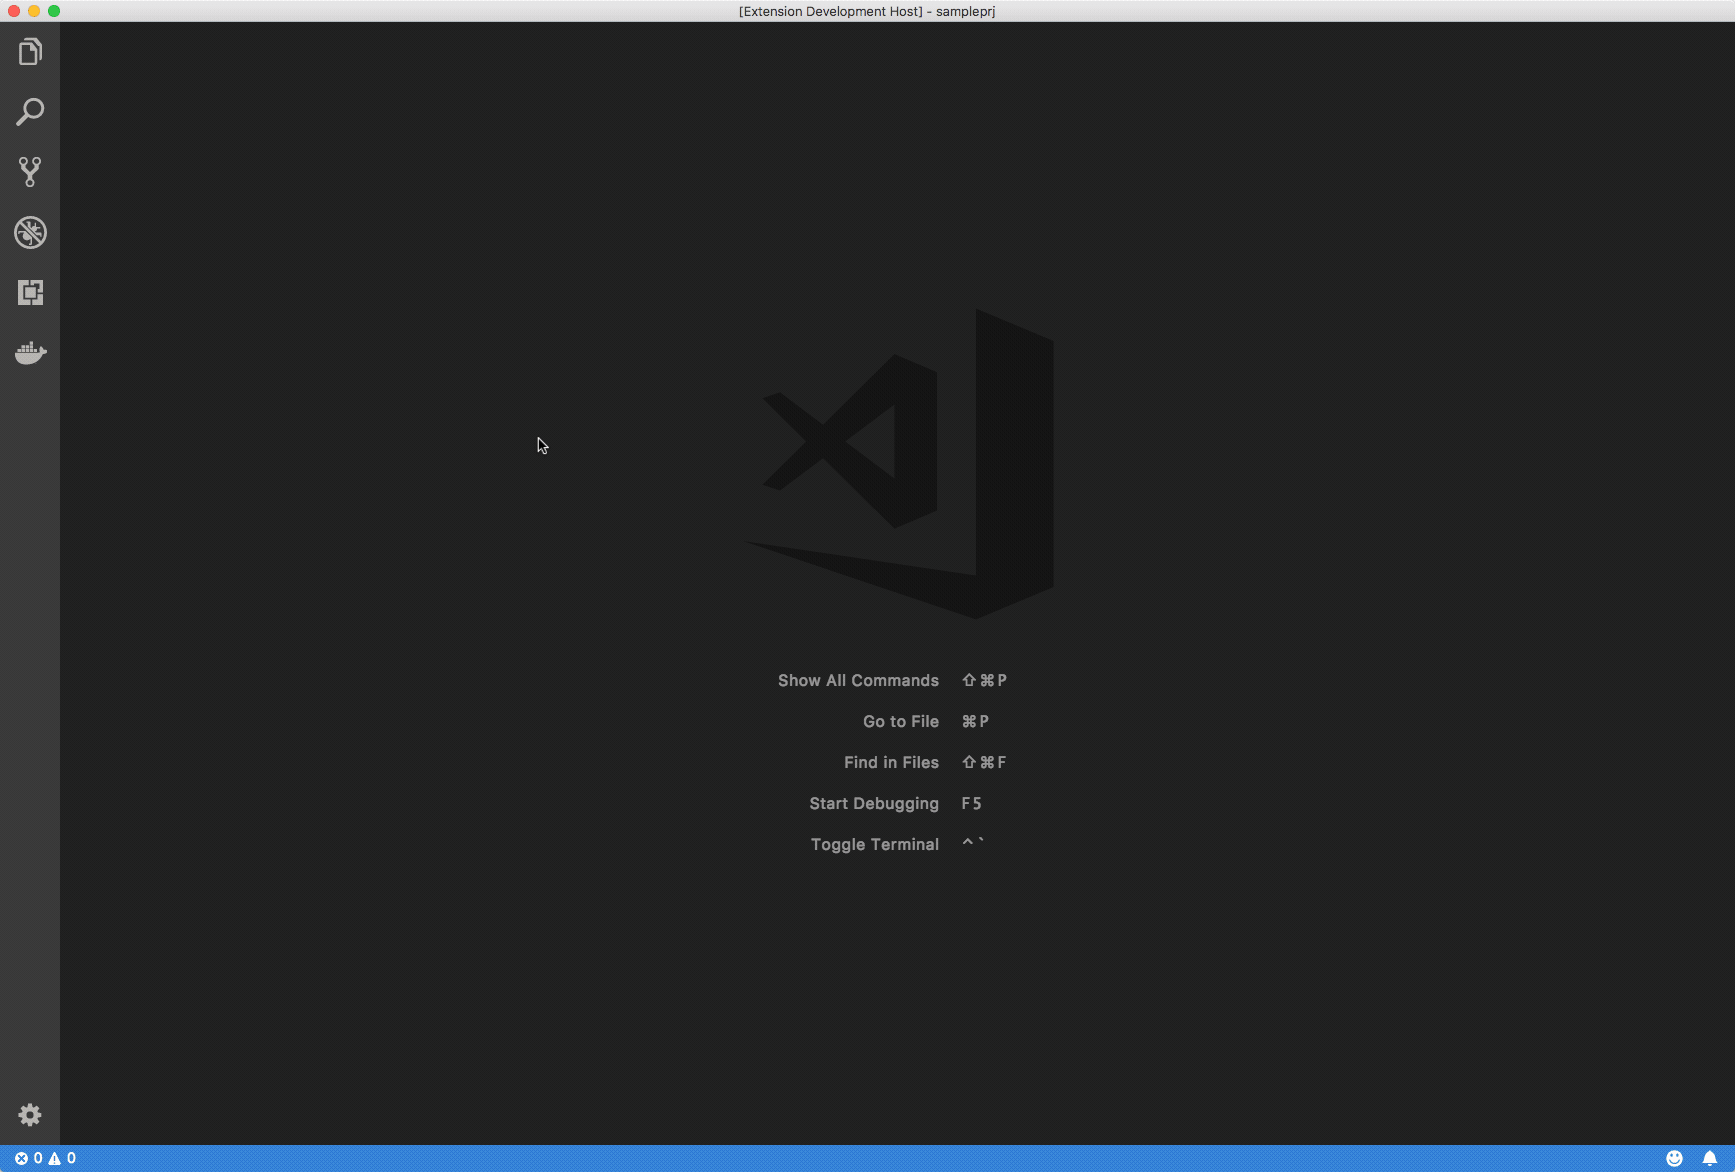 [Extension Development Host] - sampleprj
Show All Commands ⇧⌘P
Go to File ⌘P
Find in Files ⇧⌘F
Start Debugging F5
Toggle Terminal ^`
0 0